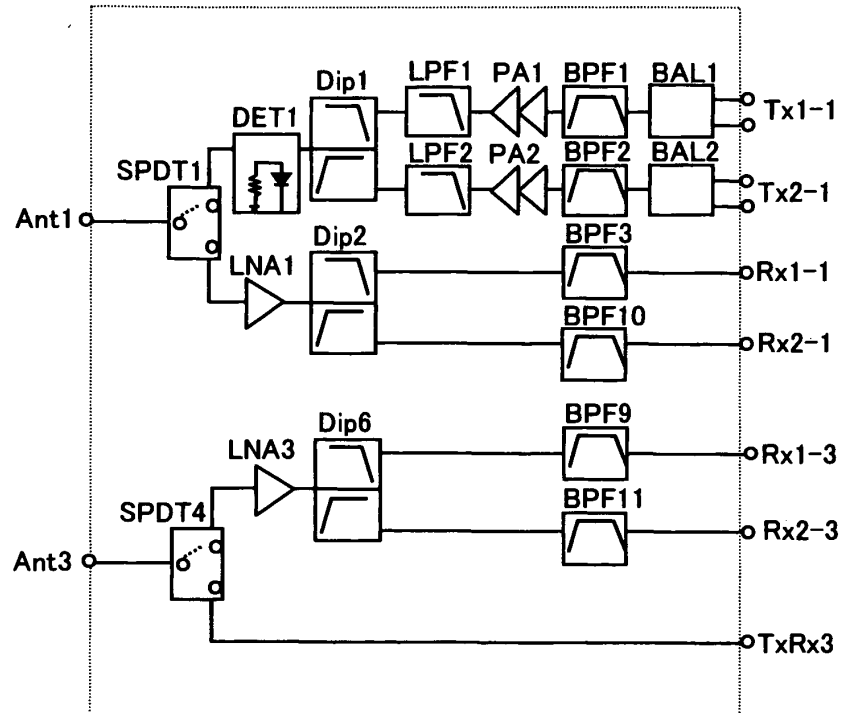 LPF1 PA1 BPF1 BAL1
Dip1
DET1
Tx1-1
LPF2 PA2 BPF2 BAL2
SPDT1
Tx2-1
Ant1
Dip2
BPF3
LNA1
Rx1-1
BPF10
Rx2-1
Dip6
BPF9
LNA3
Rx1-3
BPF11
SPDT4
Rx2-3
Ant3
TxRx3